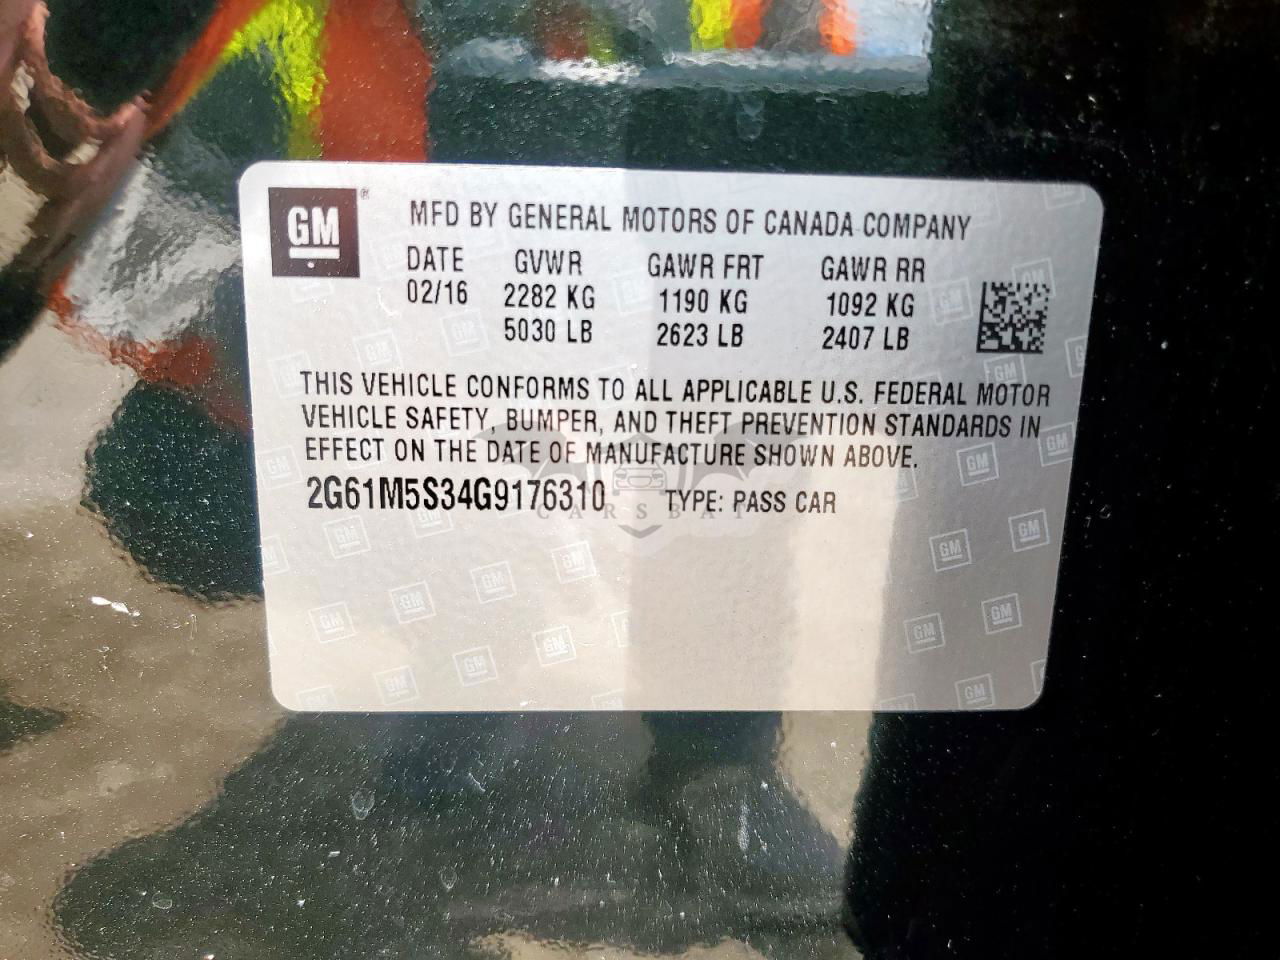 GM ®
MFD BY GENERAL MOTORS OF CANADA COMPANY
DATE GVWR GAWR FRT GAWR RR
02/16 2282 KG 1190 KG 1092 KG
5030 LB 2623 LB 2407 LB
THIS VEHICLE CONFORMS TO ALL APPLICABLE U.S. FEDERAL MOTOR
VEHICLE SAFETY, BUMPER, AND THEFT PREVENTION STANDARDS IN
EFFECT ON THE DATE OF MANUFACTURE SHOWN ABOVE.
2G61M5S34G9176310 TYPE: PASS CAR
CARSBAT